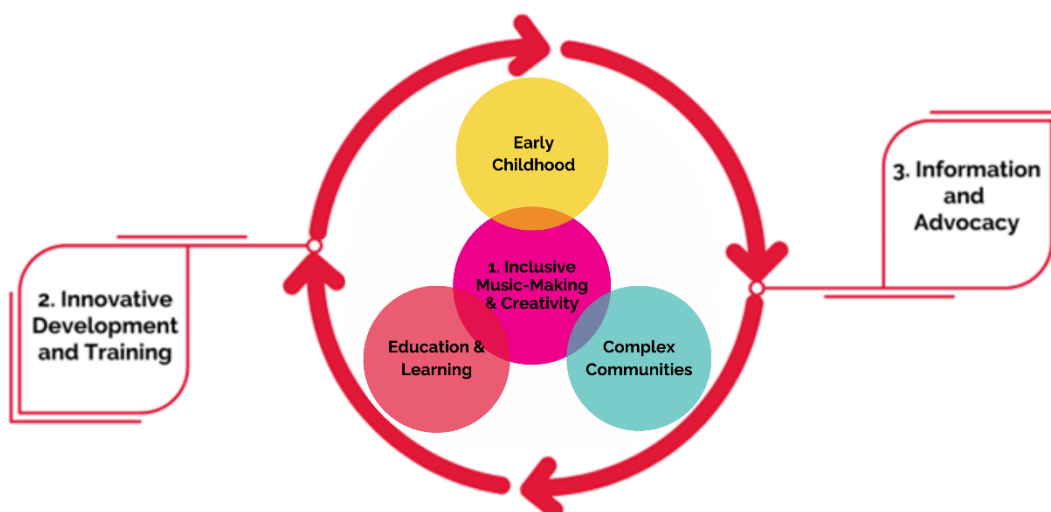 Early
Childhood
1. Inclusive
Music-Making
& Creativity
Education &
Learning
Complex
Communities
2. Innovative
Development
and Training
3. Information
and
Advocacy